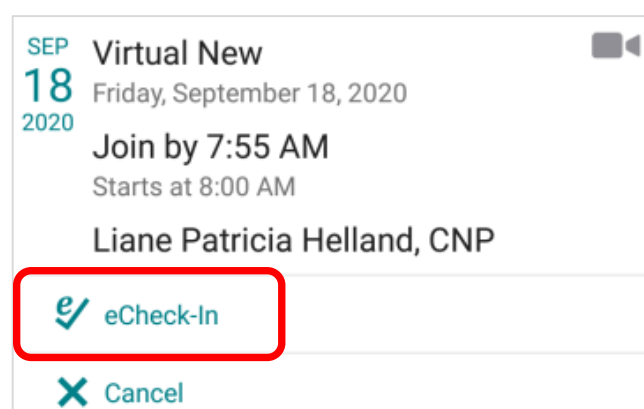 SEP
18
2020
Virtual New
Friday, September 18, 2020
Join by 7:55 AM
Starts at 8:00 AM
Liane Patricia Helland, CNP
eCheck-In
Cancel